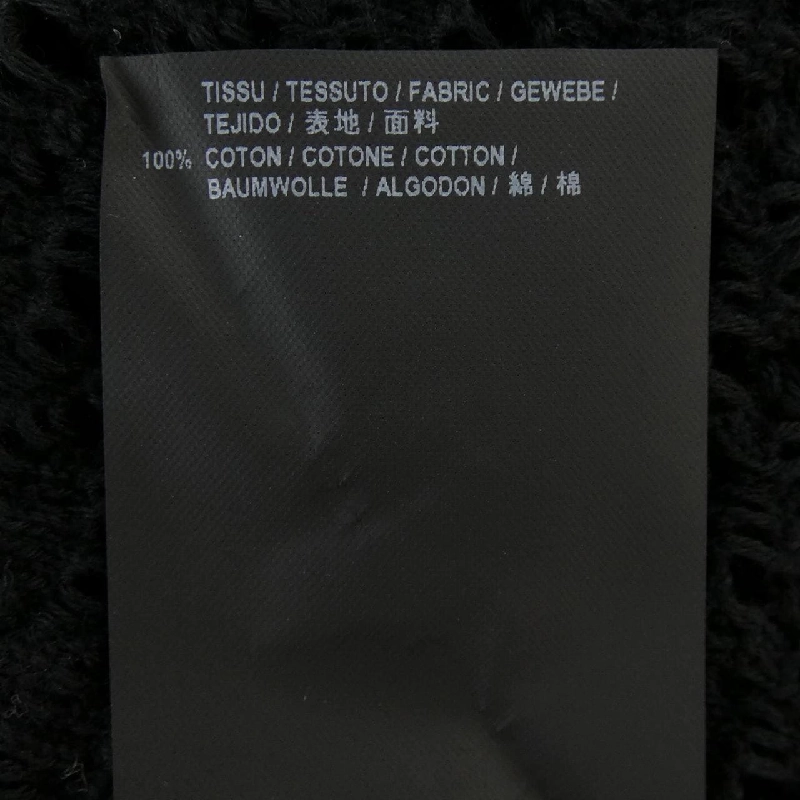 TISSU / TESSUTO / FABRIC / GEWEBE /
TEJIDO / 表地 / 面料
100% COTON / COTONE / COTTON /
BAUMWOLLE / ALGODON / 綿 / 棉